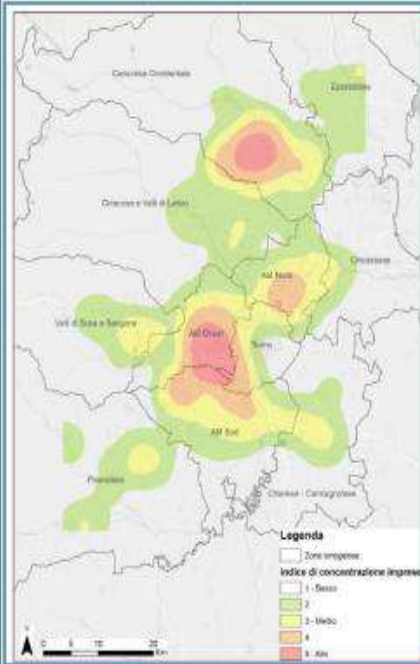 Canavese Occidentale
Eporediese
Ciriacese e Valli di Lanzo
AM Nord
Chivassese
Valli di Susa e Sangone
AM Ovest
Torino
AM Sud
Pinerolese
Chierese - Carmagnolese
Legenda
Zone omogenee
Indice di concentrazione imprese
1 - Basso
2
3 - Medio
4
5 - Alto
0 5 10 20
Km